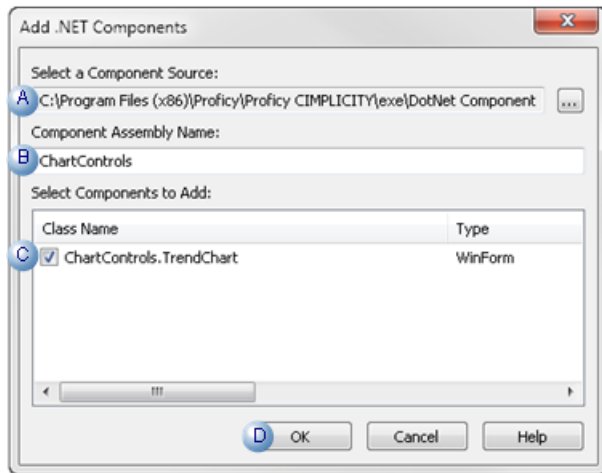 Add .NET Components
Select a Component Source:
A C:\Program Files (x86)\Proficy\Proficy CIMPLICITY\exe\DotNet Component ...
Component Assembly Name:
B ChartControls
Select Components to Add:
Class Name Type
C ChartControls.TrendChart WinForm
D OK Cancel Help